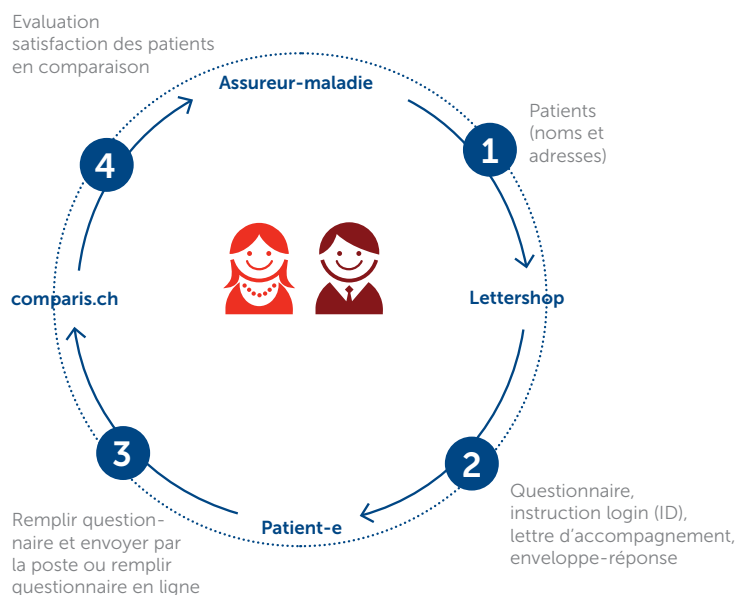 Evaluation
satisfaction des patients
en comparaison
Assureur-maladie
1
Patients
(noms et
adresses)
4
comparis.ch
Lettershop
3
2
Remplir question-
naire et envoyer par
la poste ou remplir
questionnaire en ligne
Patient-e
Questionnaire,
instruction login (ID),
lettre d'accompagnement,
enveloppe-réponse